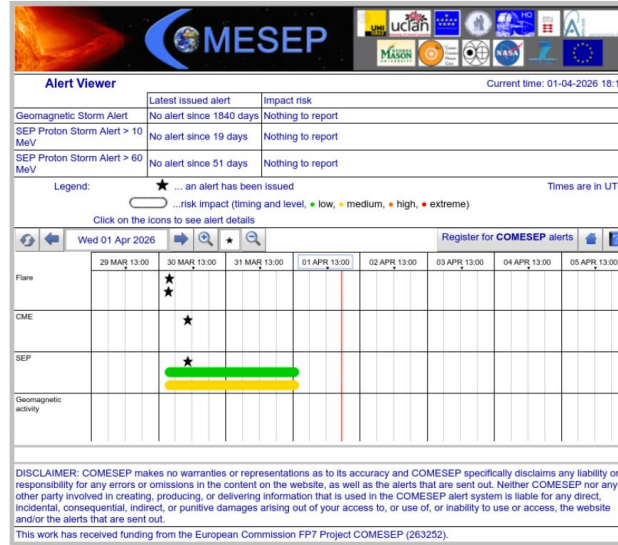 COMESEP
uclan
HO
MASON
NASA
Alert Viewer
Current time: 01-04-2026 18:1
Latest issued alert Impact risk
Geomagnetic Storm Alert No alert since 1840 days Nothing to report
SEP Proton Storm Alert > 10 MeV No alert since 19 days Nothing to report
SEP Proton Storm Alert > 60 MeV No alert since 51 days Nothing to report
Legend: ... an alert has been issued Times are in UT
...risk impact (timing and level, low, medium, high, extreme)
Click on the icons to see alert details
Wed 01 Apr 2026 Register for COMESEP alerts
29 MAR 13:00 30 MAR 13:00 31 MAR 13:00 01 APR 13:00 02 APR 13:00 03 APR 13:00 04 APR 13:00 05 APR 13:00
Flare
CME
SEP
Geomagnetic
activity
DISCLAIMER: COMESEP makes no warranties or representations as to its accuracy and COMESEP specifically disclaims any liability or
responsibility for any errors or omissions in the content on the website, as well as the alerts that are sent out. Neither COMESEP nor any
other party involved in creating, producing, or delivering information that is used in the COMESEP alert system is liable for any direct,
incidental, consequential, indirect, or punitive damages arising out of your access to, or use of, or inability to use or access, the website
and/or the alerts that are sent out.
This work has received funding from the European Commission FP7 Project COMESEP (263252).